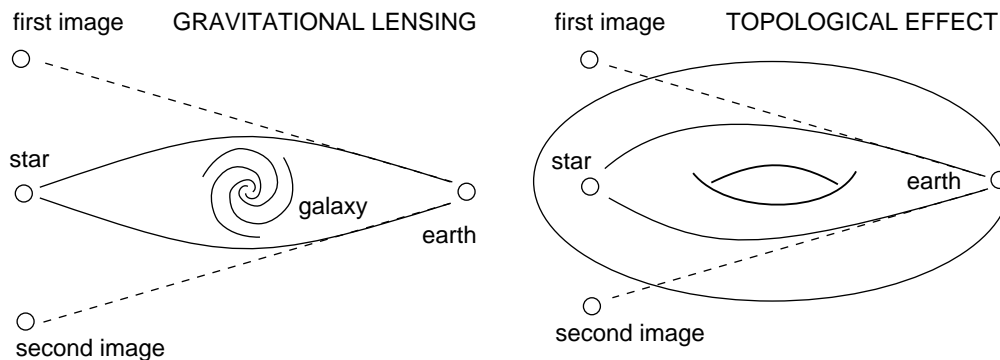 GRAVITATIONAL LENSING
first image
star
galaxy
earth
second image
TOPOLOGICAL EFFECT
first image
star
earth
second image